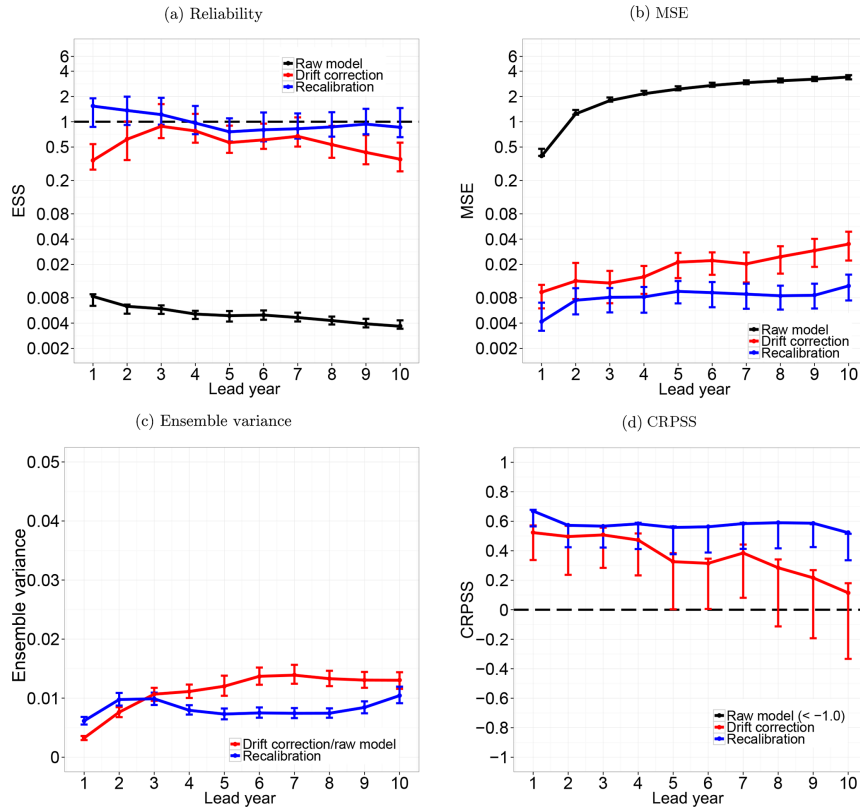 (a) Reliability
6
4
2
1
0.5
0.2
0.08
0.04
0.02
0.008
0.004
0.002
ESS
Raw model
Drift correction
Recalibration
1 2 3 4 5 6 7 8 9 10
Lead year
(b) MSE
6
4
2
1
0.5
0.2
0.08
0.04
0.02
0.008
0.004
0.002
MSE
Raw model
Drift correction
Recalibration
1 2 3 4 5 6 7 8 9 10
Lead year
(c) Ensemble variance
0.05
0.04
0.03
0.02
0.01
0
Ensemble variance
Drift correction/raw model
Recalibration
1 2 3 4 5 6 7 8 9 10
Lead year
(d) CRPSS
1
0.8
0.6
0.4
0.2
0
−0.2
−0.4
−0.6
−0.8
−1
CRPSS
Raw model (< −1.0)
Drift correction
Recalibration
1 2 3 4 5 6 7 8 9 10
Lead year